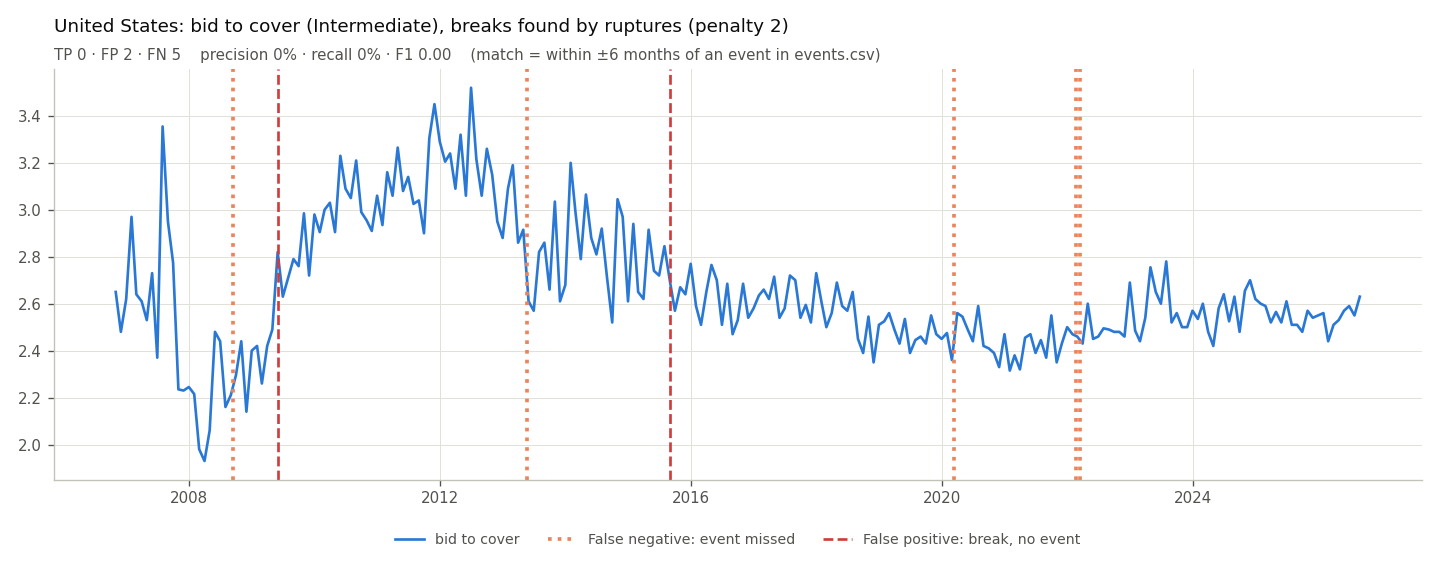 United States: bid to cover (Intermediate), breaks found by ruptures (penalty 2)
TP 0 · FP 2 · FN 5    precision 0% · recall 0% · F1 0.00    (match = within ±6 months of an event in events.csv)
3.4
3.2
3.0
2.8
2.6
2.4
2.2
2.0
2008 2012 2016 2020 2024
bid to cover    False negative: event missed    False positive: break, no event